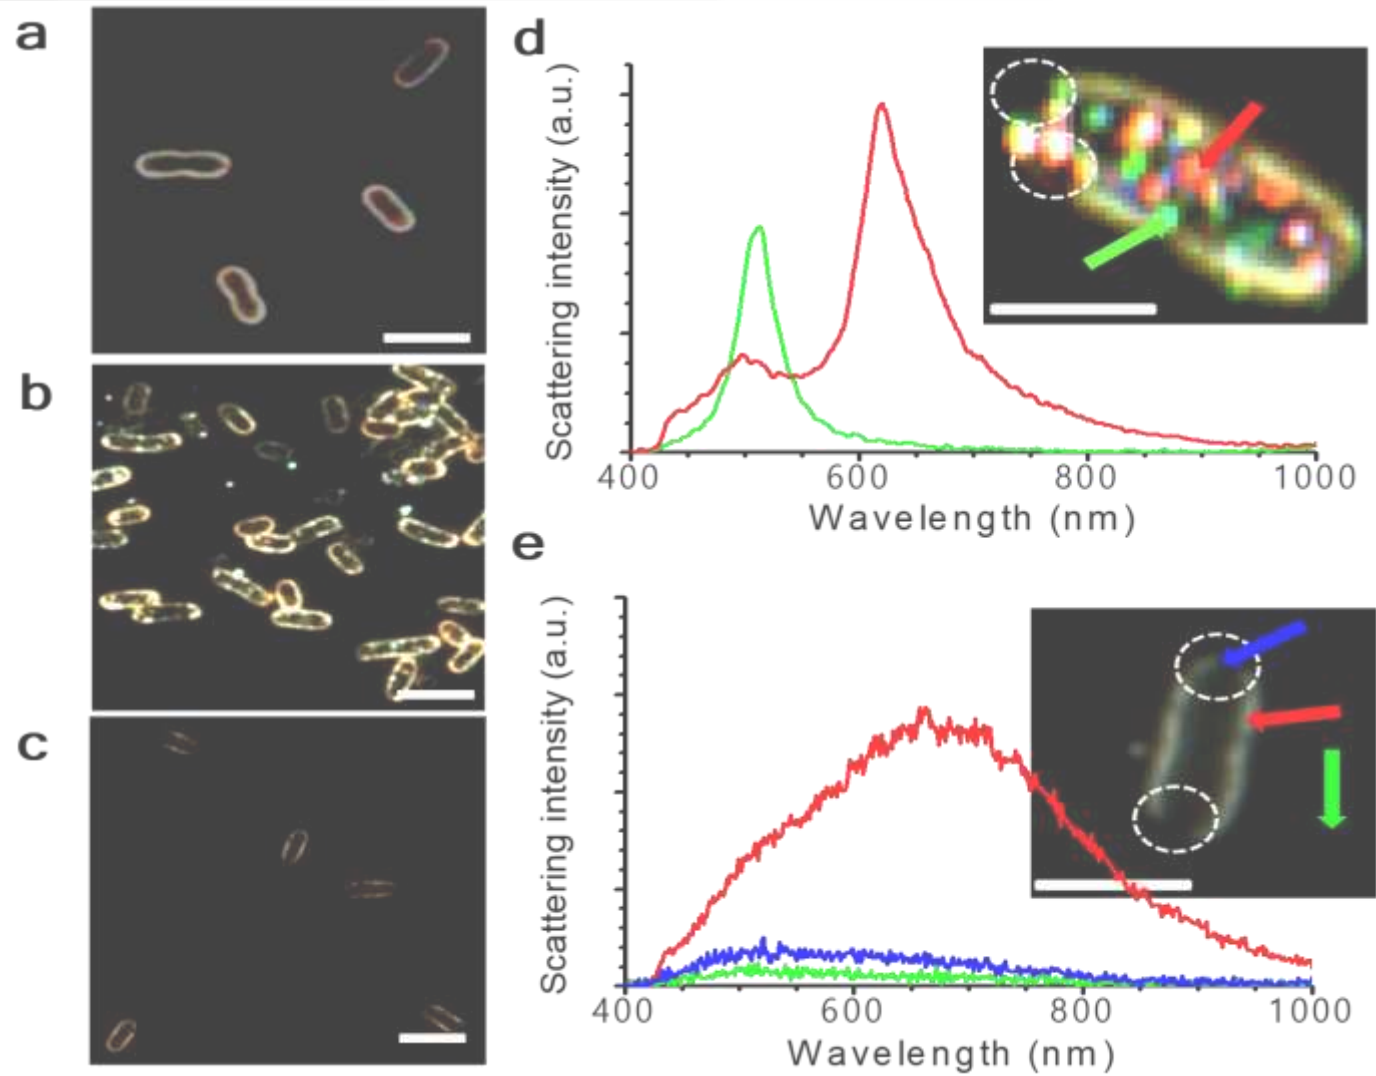 a
b
c
d
Scattering intensity (a.u.)
400 600 800 1000
Wavelength (nm)
e
Scattering intensity (a.u.)
400 600 800 1000
Wavelength (nm)